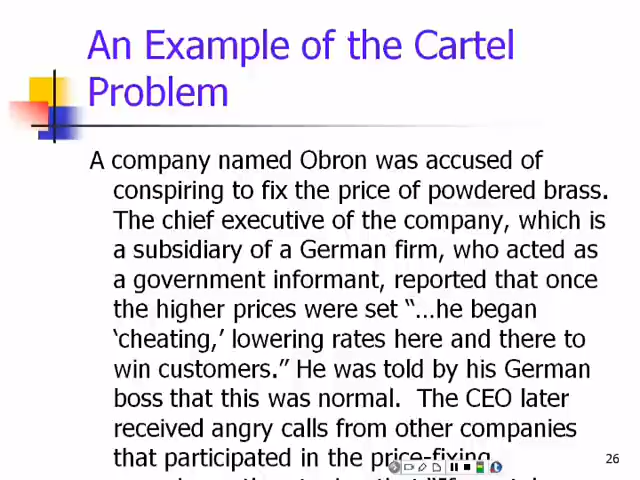 An Example of the Cartel
Problem
A company named Obron was accused of
conspiring to fix the price of powdered brass.
The chief executive of the company, which is
a subsidiary of a German firm, who acted as
a government informant, reported that once
the higher prices were set “…he began
‘cheating,’ lowering rates here and there to
win customers.” He was told by his German
boss that this was normal.  The CEO later
received angry calls from other companies
that participated in the price-fixing
26